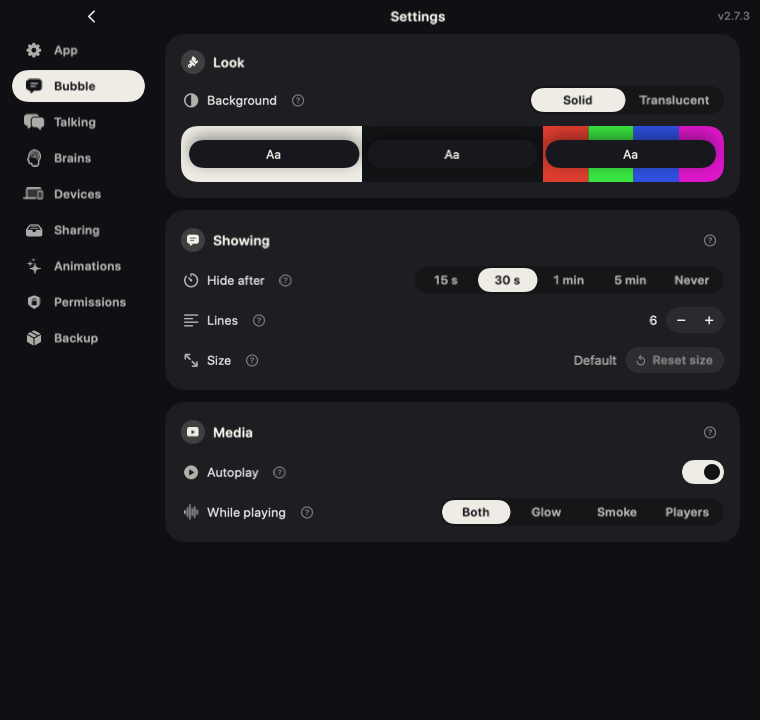 Settings
v2.7.3
App
Bubble
Talking
Brains
Devices
Sharing
Animations
Permissions
Backup
Look
Background ? Solid Translucent
Aa Aa Aa
Showing ?
Hide after ? 15 s 30 s 1 min 5 min Never
Lines ? 6 − +
Size ? Default Reset size
Media ?
Autoplay ?
While playing ? Both Glow Smoke Players